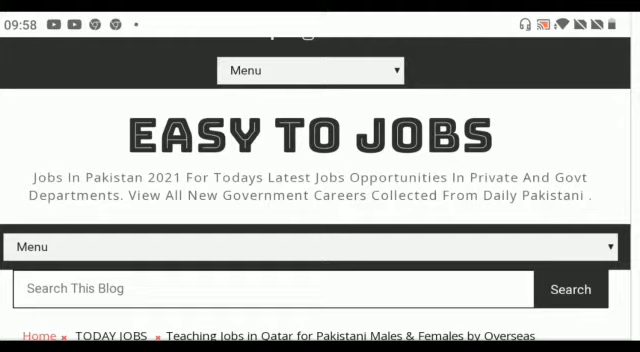 09:58
Menu
EASY TO JOBS
Jobs In Pakistan 2021 For Todays Latest Jobs Opportunities In Private And Govt
Departments. View All New Government Careers Collected From Daily Pakistani .
Menu
Search This Blog
Search
Home × TODAY JOBS × Teaching Jobs in Qatar for Pakistani Males & Females by Overseas